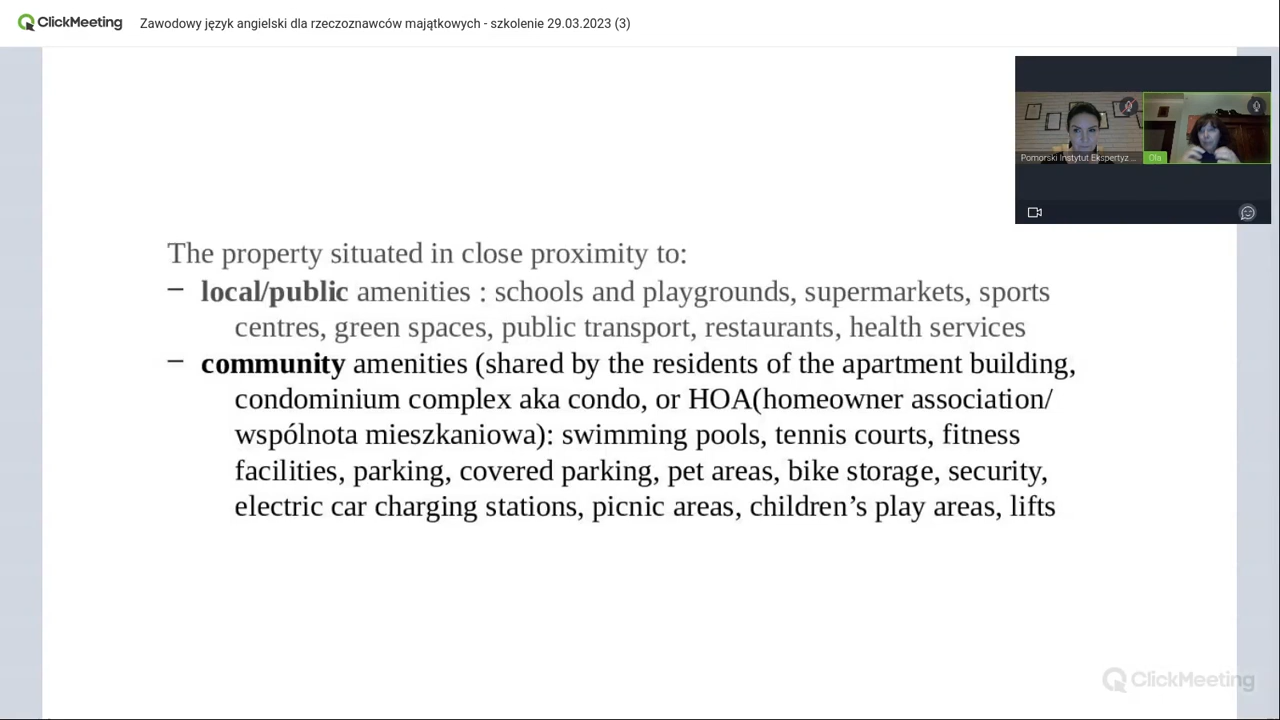 ClickMeeting
Zawodowy język angielski dla rzeczoznawców majątkowych - szkolenie 29.03.2023 (3)
Pomorski Instytut Ekspertyz ...
Ola
The property situated in close proximity to:
– local/public amenities : schools and playgrounds, supermarkets, sports
centres, green spaces, public transport, restaurants, health services
– community amenities (shared by the residents of the apartment building,
condominium complex aka condo, or HOA(homeowner association/
wspólnota mieszkaniowa): swimming pools, tennis courts, fitness
facilities, parking, covered parking, pet areas, bike storage, security,
electric car charging stations, picnic areas, children’s play areas, lifts
ClickMeeting